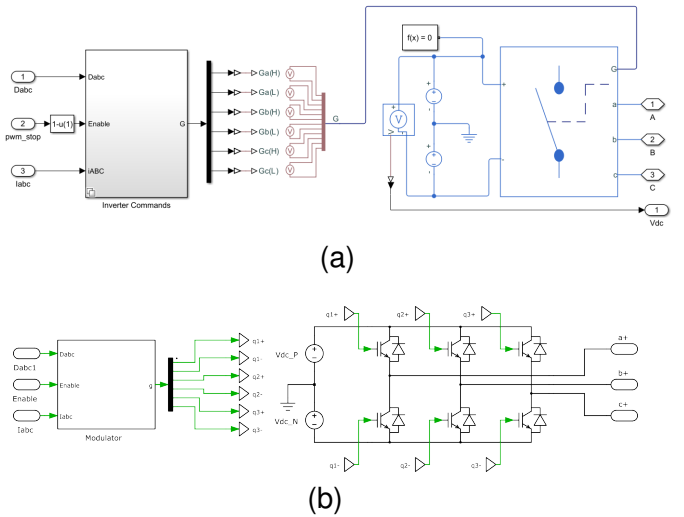 f(x) = 0
1
Dabc
2
pwm_stop
1-u(1)
3
Iabc
Dabc
Enable
iABC
G
Inverter Commands
Ga(H)
Ga(L)
Gb(H)
Gb(L)
Gc(H)
Gc(L)
V
V
V
V
V
V
G
+
V
V
+
-
+
-
+
-
G
a
b
c
1
A
2
B
3
C
1
Vdc
(a)
Dabc1
Enable
Iabc
Dabc
Enable
Iabc
g
Modulator
q1+
q1-
q2+
q2-
q3+
q3-
Vdc_P
Vdc_N
+
-
+
-
q1+
q2+
q3+
q1-
q2-
q3-
a+
b+
c+
(b)